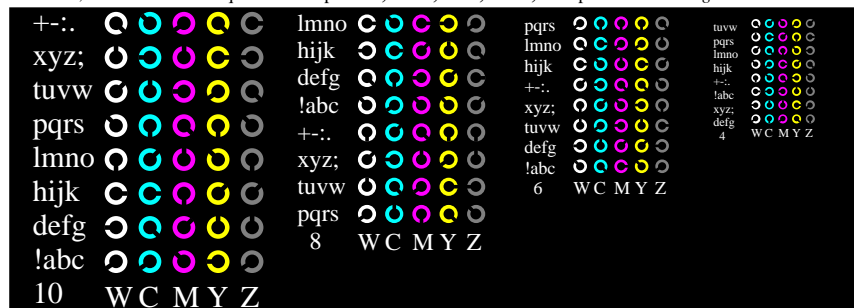 +-:.
xyz;
tuvw
pqrs
lmno
hijk
defg
!abc
10 W C M Y Z
lmno
hijk
defg
!abc
+-:.
xyz;
tuvw
pqrs
8 W C M Y Z
pqrs
lmno
hijk
+-:.
xyz;
tuvw
defg
!abc
6 W C M Y Z
tuvw
pqrs
lmno
hijk
+-:.
!abc
xyz;
defg
4 W C M Y Z